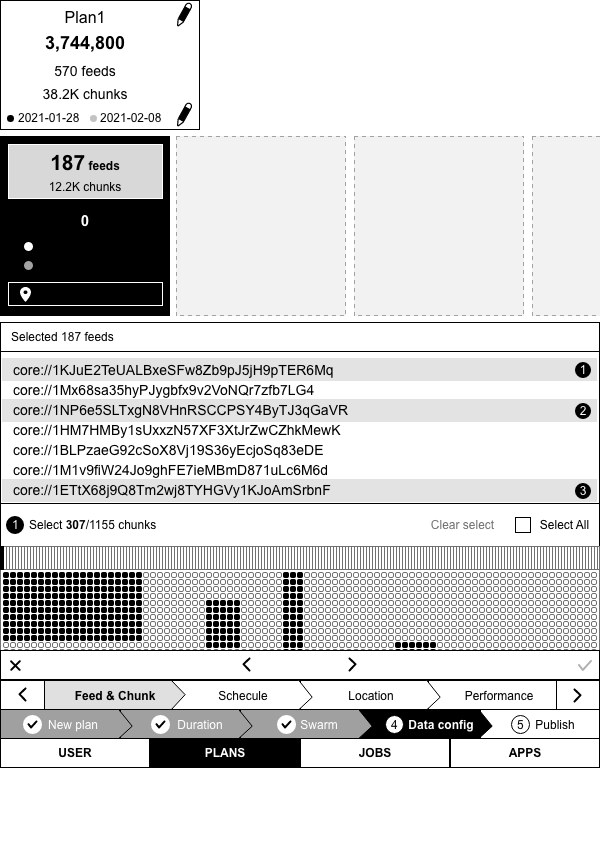 Plan1
3,744,800
570 feeds
38.2K chunks
2021-01-28 2021-02-08
187 feeds
12.2K chunks
0
Selected 187 feeds
core://1KJuE2TeUALBxeSFw8Zb9pJ5jH9pTER6Mq 1
core://1Mx68sa35hyPJygbfx9v2VoNQr7zfb7LG4
core://1NP6e5SLTxgN8VHnRSCCPSY4ByTJ3qGaVR 2
core://1HM7HMBy1sUxxzN57XF3XtJrZwCZhkMewK
core://1BLPzaeG92cSoX8Vj19S36yEcjoSq83eDE
core://1M1v9fiW24Jo9ghFE7ieMBmD871uLc6M6d
core://1ETtX68j9Q8Tm2wj8TYHGVy1KJoAmSrbnF 3
1 Select 307/1155 chunks Clear select Select All
Feed & Chunk Schecule Location Performance
New plan Duration Swarm 4 Data config 5 Publish
USER PLANS JOBS APPS